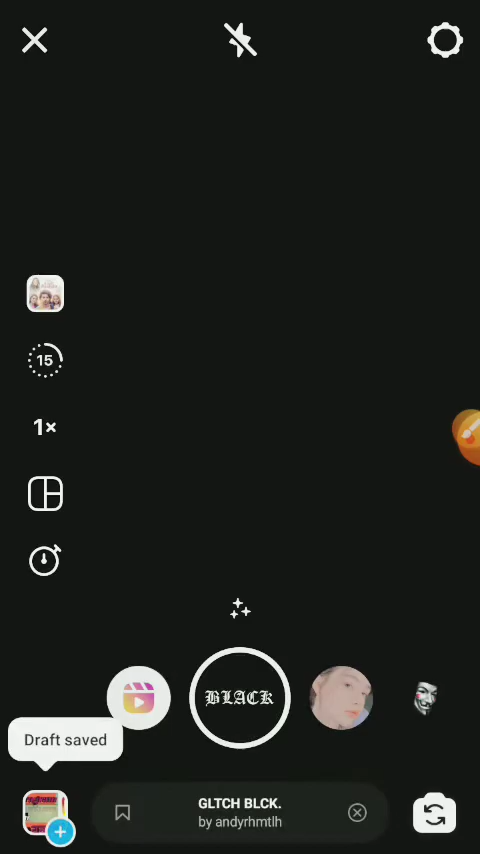 15
1×
BLACK
Draft saved
GLTCH BLCK.
by andyrhmtlh